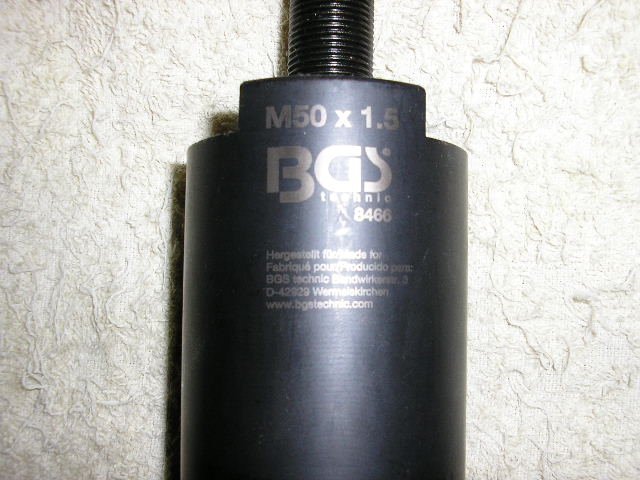 M50 x 1.5
BGS
technic
8466
Hergestellt für/Made for
Fabriqué pour/Producido para:
BGS technic Bandwirkerstr. 3
D-42929 Wermelskirchen
www.bgstechnic.com